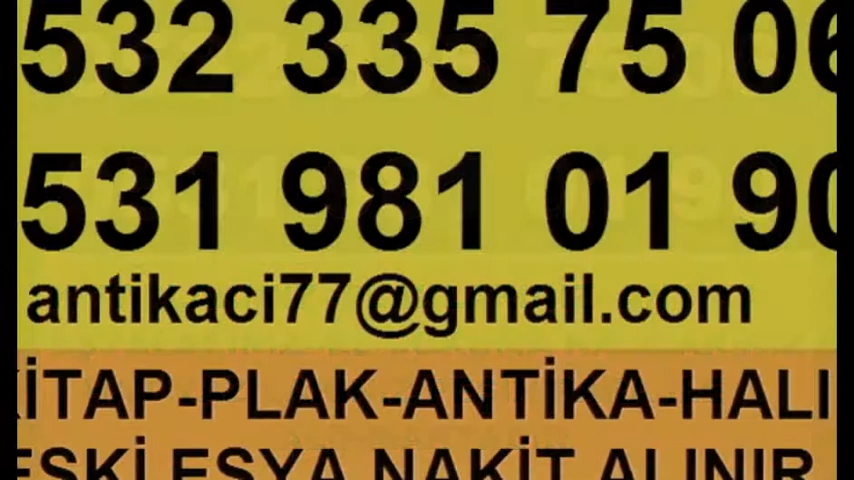 532 335 75 06
531 981 01 90
antikaci77@gmail.com
KİTAP-PLAK-ANTİKA-HALI
ESKİ EŞYA NAKİT ALINIR